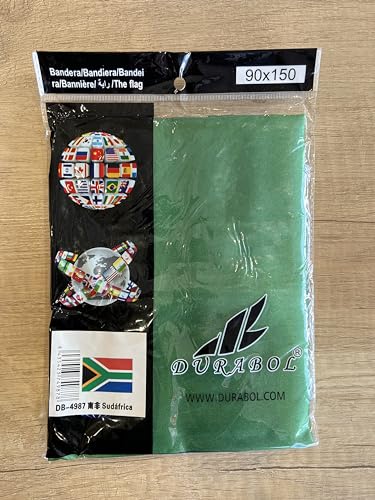 Bandera/Bandiera/Bandei
ra/Bannière/ راية /The flag
90x150
DURABOL®
WWW.DURABOL.COM
DB-4987 南非 Sudáfrica